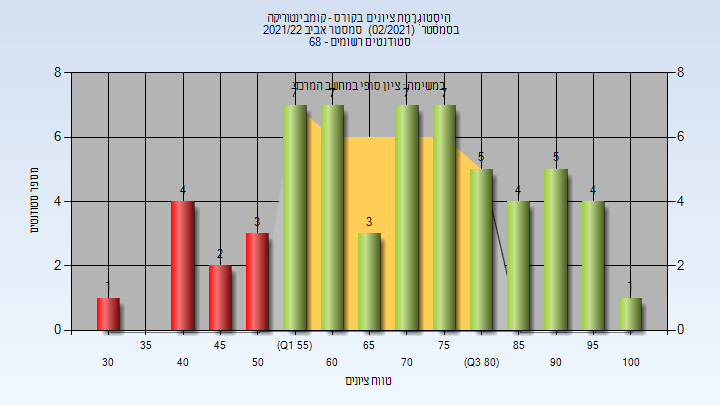 היסטוגרמת ציונים בקורס - קומבינטוריקה
בסמסטר (02/2021) סמסטר אביב 2021/22
סטודנטים רשומים - 68
במשימה: ציון סופי במחשב המרכזי
מספר סטודנטים
8 8
6 6
4 4
2 2
0 0
1 4 2 3 7 7 3 7 7 5 4 5 4 1
35 45 (Q1 55) 65 75 85 95
30 40 50 60 70 (Q3 80) 90 100
טווח ציונים